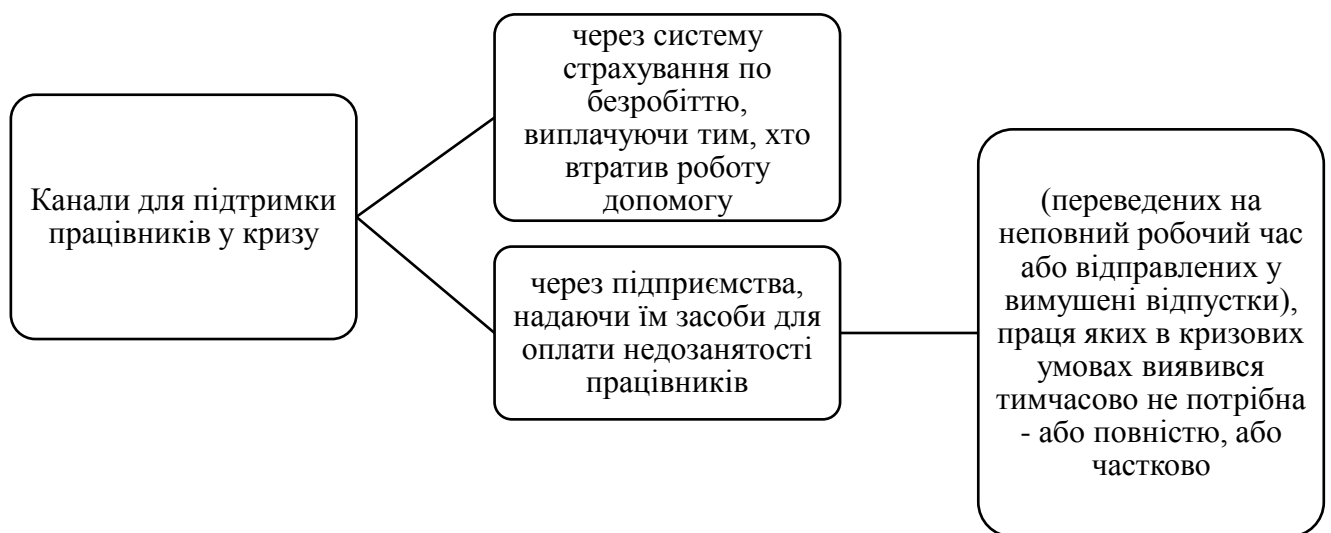 Канали для підтримки
працівників у кризу
через систему
страхування по
безробіттю,
виплачуючи тим, хто
втратив роботу
допомогу
через підприємства,
надаючи їм засоби для
оплати недозанятості
працівників
(переведених на
неповний робочий час
або відправлених у
вимушені відпустки),
праця яких в кризових
умовах виявився
тимчасово не потрібна
- або повністю, або
частково